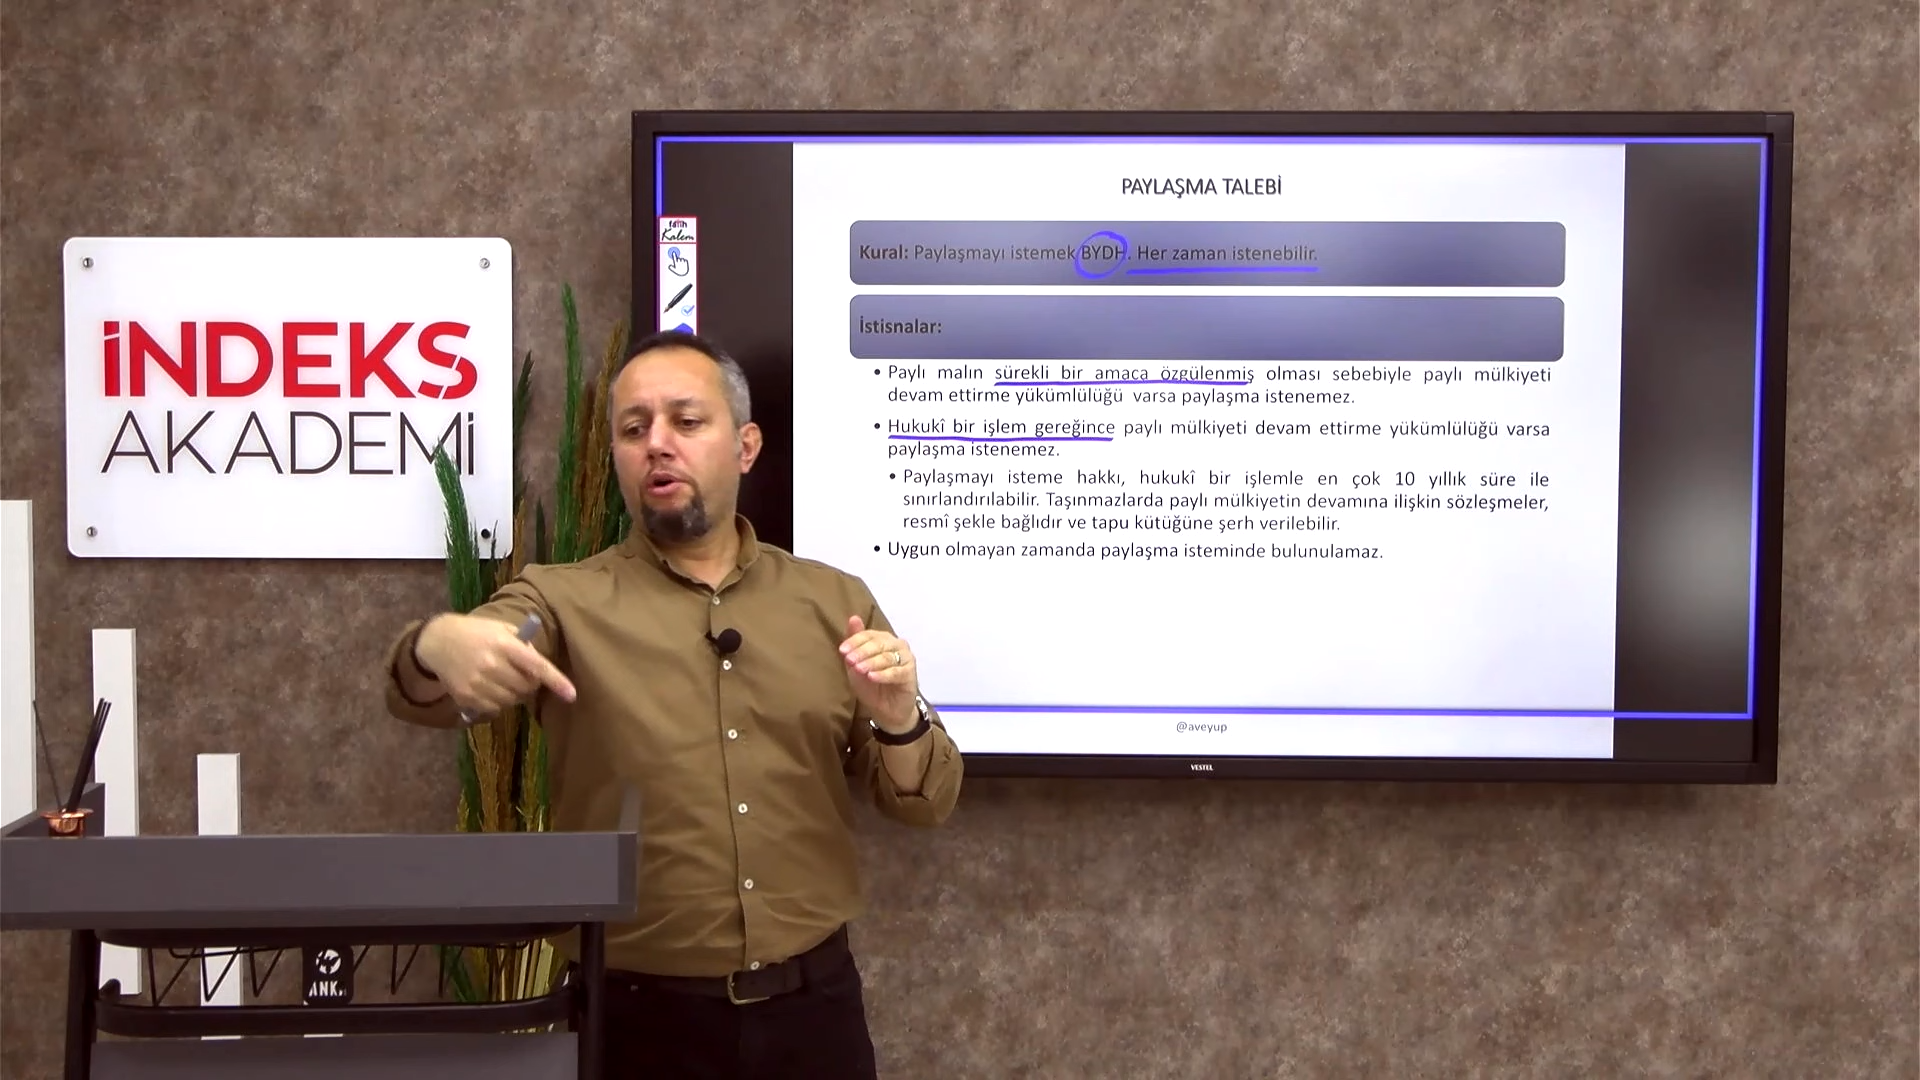 İNDEKS
AKADEMİ
fatih
Kalem
PAYLAŞMA TALEBİ
Kural: Paylaşmayı istemek BYDH. Her zaman istenebilir.
İstisnalar:
• Paylı malın sürekli bir amaca özgülenmiş olması sebebiyle paylı mülkiyeti
devam ettirme yükümlülüğü varsa paylaşma istenemez.
• Hukukî bir işlem gereğince paylı mülkiyeti devam ettirme yükümlülüğü varsa
paylaşma istenemez.
• Paylaşmayı isteme hakkı, hukukî bir işlemle en çok 10 yıllık süre ile
sınırlandırılabilir. Taşınmazlarda paylı mülkiyetin devamına ilişkin sözleşmeler,
resmî şekle bağlıdır ve tapu kütüğüne şerh verilebilir.
• Uygun olmayan zamanda paylaşma isteminde bulunulamaz.
@aveyup
VESTEL